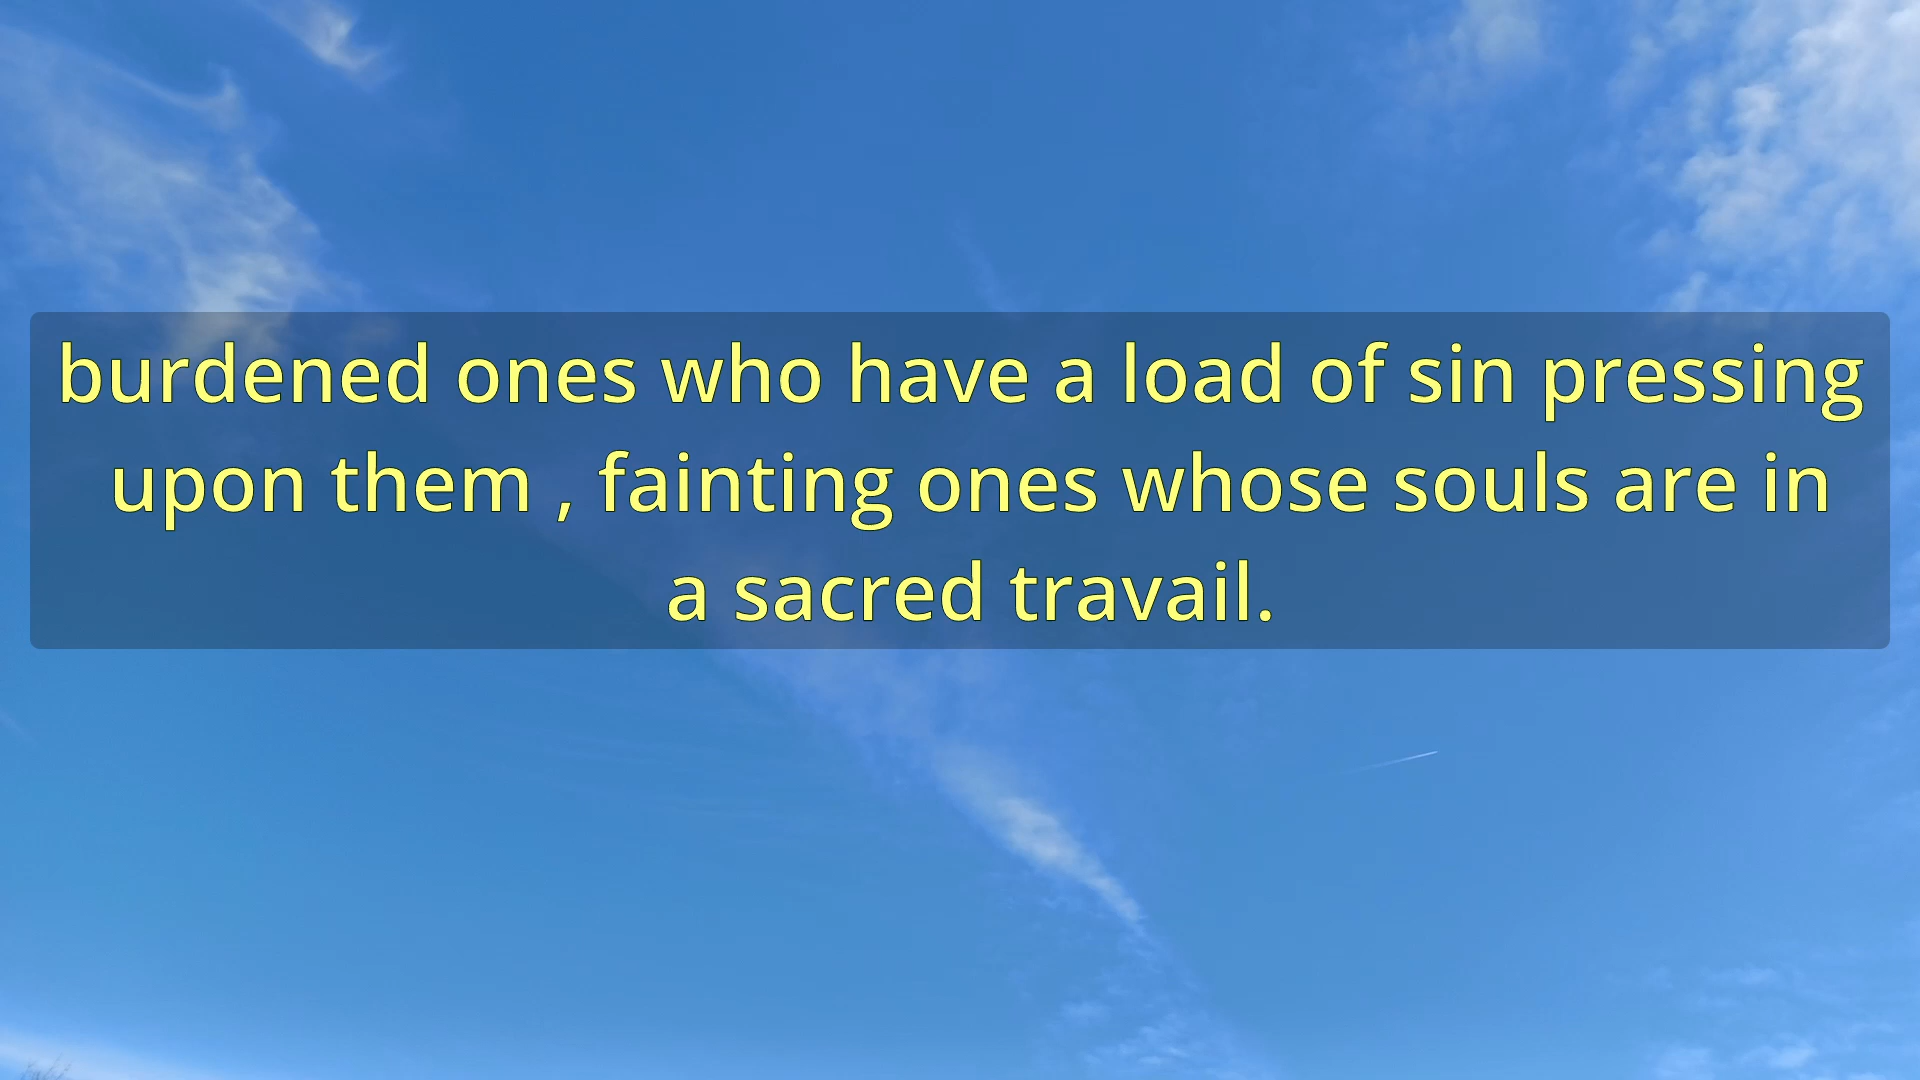 burdened ones who have a load of sin pressing
upon them , fainting ones whose souls are in
a sacred travail.